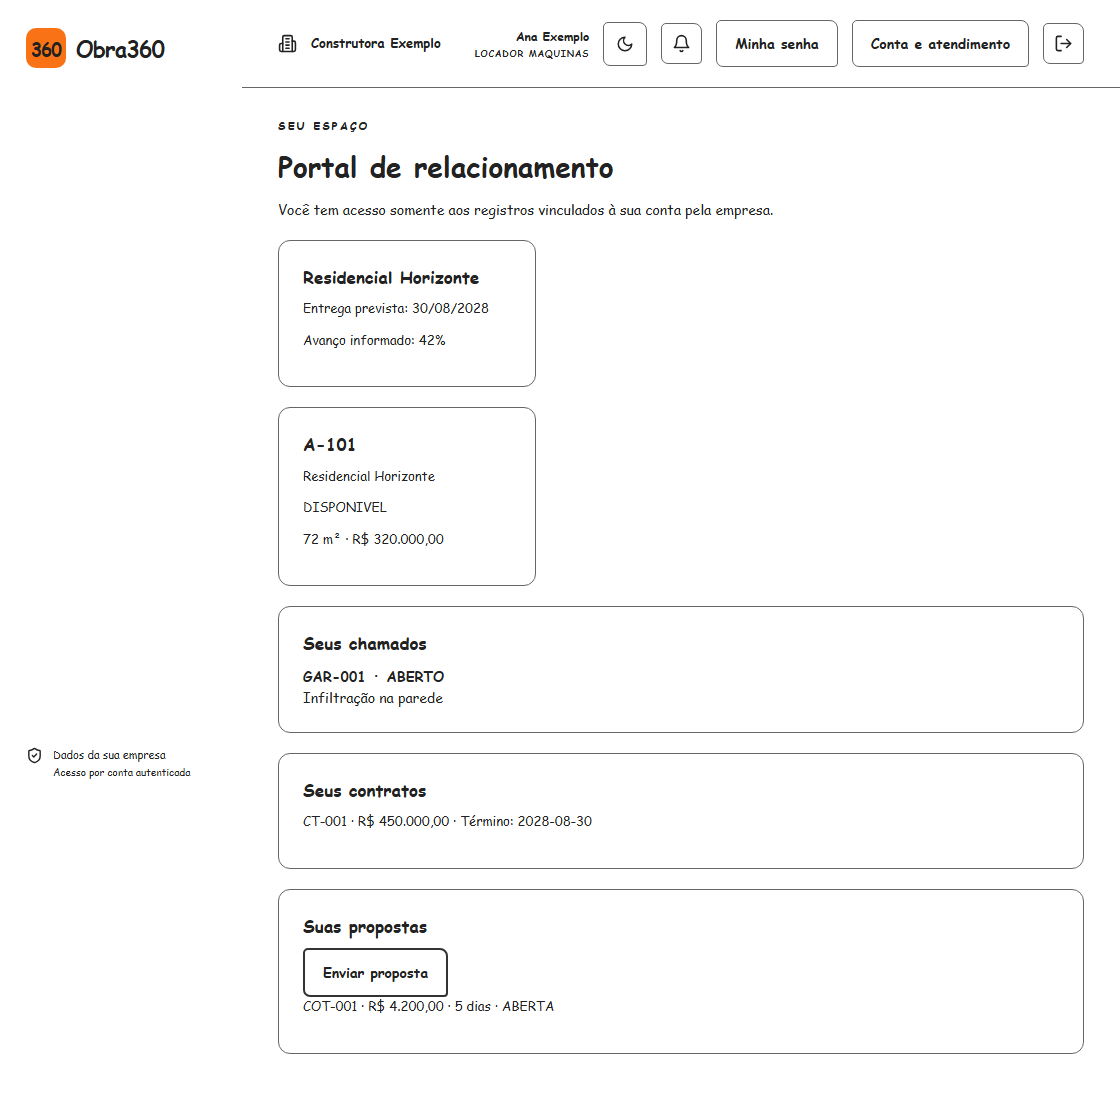 360 Obra360
Construtora Exemplo
Ana Exemplo
LOCADOR MAQUINAS
Minha senha
Conta e atendimento
SEU ESPAÇO
Portal de relacionamento
Você tem acesso somente aos registros vinculados à sua conta pela empresa.
Residencial Horizonte
Entrega prevista: 30/08/2028
Avanço informado: 42%
A-101
Residencial Horizonte
DISPONIVEL
72 m² · R$ 320.000,00
Seus chamados
GAR-001 · ABERTO
Infiltração na parede
Dados da sua empresa
Acesso por conta autenticada
Seus contratos
CT-001 · R$ 450.000,00 · Término: 2028-08-30
Suas propostas
Enviar proposta
COT-001 · R$ 4.200,00 · 5 dias · ABERTA